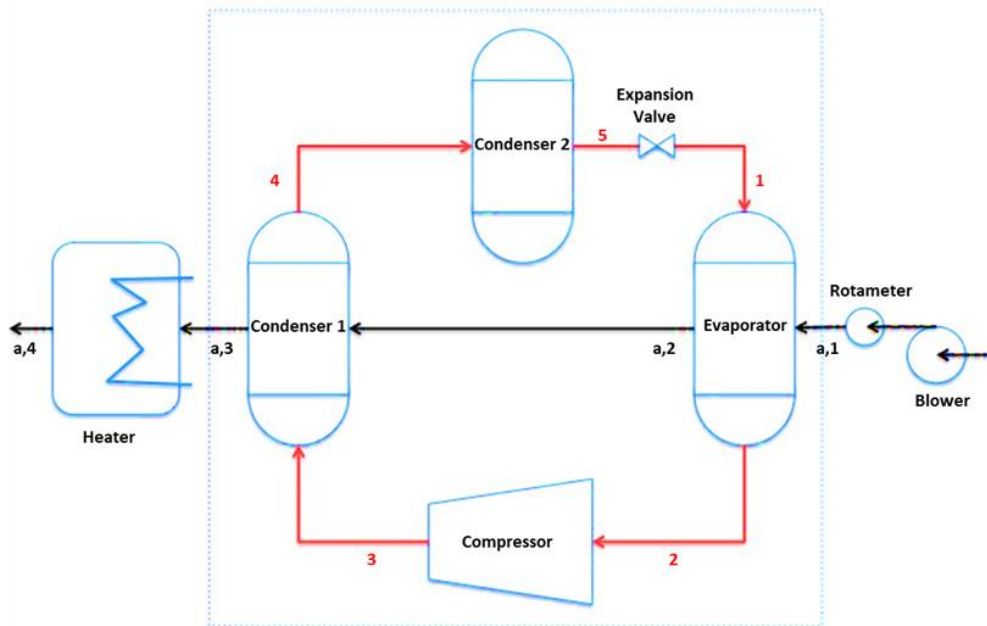 Expansion
Valve
Condenser 2
5
4
1
Rotameter
Condenser 1
Evaporator
a,4
a,3
a,2
a,1
Blower
Heater
Compressor
3
2